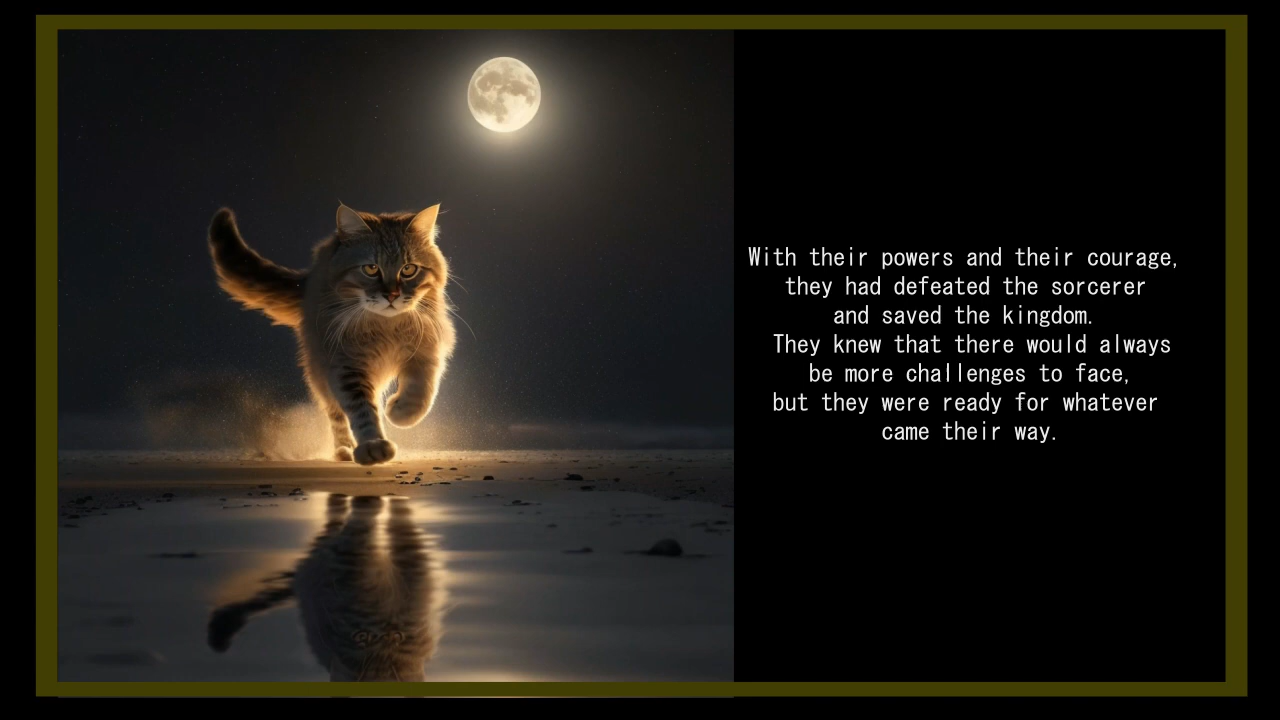 With their powers and their courage,
they had defeated the sorcerer
and saved the kingdom.
They knew that there would always
be more challenges to face,
but they were ready for whatever
came their way.